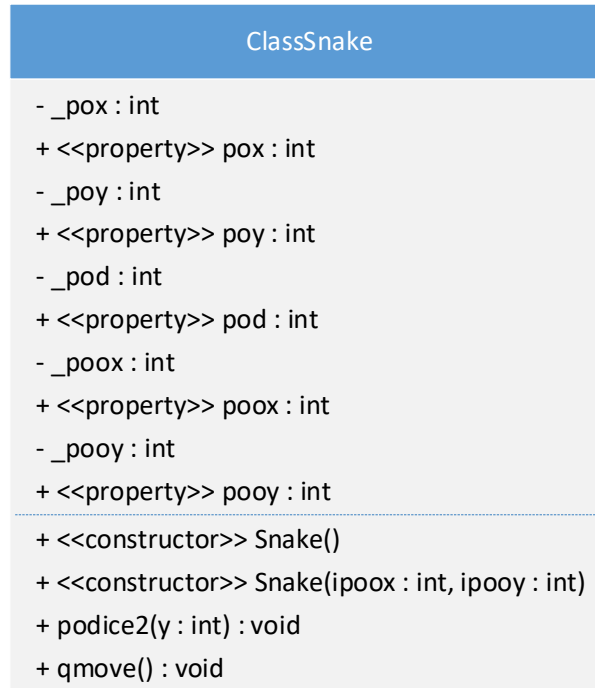 ClassSnake
- _pox : int
+ <<property>> pox : int
- _poy : int
+ <<property>> poy : int
- _pod : int
+ <<property>> pod : int
- _poox : int
+ <<property>> poox : int
- _pooy : int
+ <<property>> pooy : int
+ <<constructor>> Snake()
+ <<constructor>> Snake(ipoox : int, ipooy : int)
+ podice2(y : int) : void
+ qmove() : void